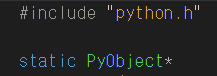 #include "python.h"
static PyObject*